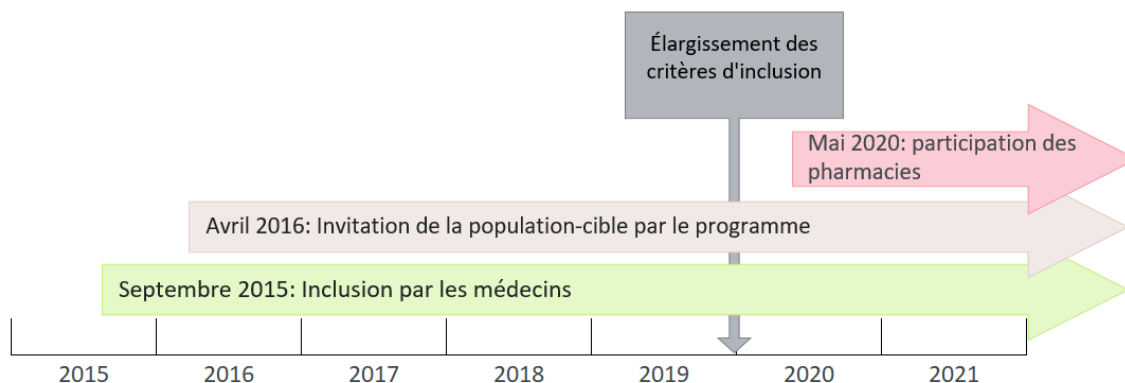 Élargissement des
critères d'inclusion
Mai 2020: participation des
pharmacies
Avril 2016: Invitation de la population-cible par le programme
Septembre 2015: Inclusion par les médecins
2015 2016 2017 2018 2019 2020 2021